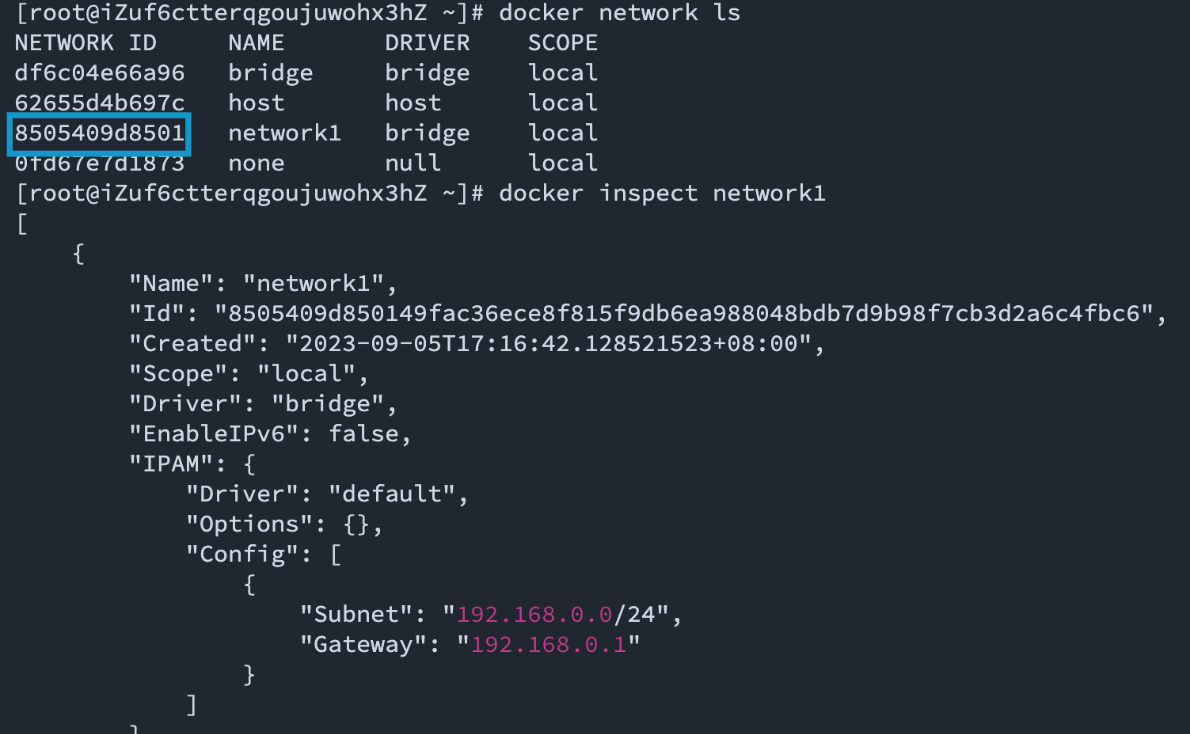 [root@iZuf6ctterqgoujuwohx3hZ ~]# docker network ls
NETWORK ID     NAME       DRIVER    SCOPE
df6c04e66a96   bridge     bridge    local
62655d4b697c   host       host      local
8505409d8501   network1   bridge    local
0fd67e7d1873   none       null      local
[root@iZuf6ctterqgoujuwohx3hZ ~]# docker inspect network1
[
    {
        "Name": "network1",
        "Id": "8505409d850149fac36ece8f815f9db6ea988048bdb7d9b98f7cb3d2a6c4fbc6",
        "Created": "2023-09-05T17:16:42.128521523+08:00",
        "Scope": "local",
        "Driver": "bridge",
        "EnableIPv6": false,
        "IPAM": {
            "Driver": "default",
            "Options": {},
            "Config": [
                {
                    "Subnet": "192.168.0.0/24",
                    "Gateway": "192.168.0.1"
                }
            ]
        }